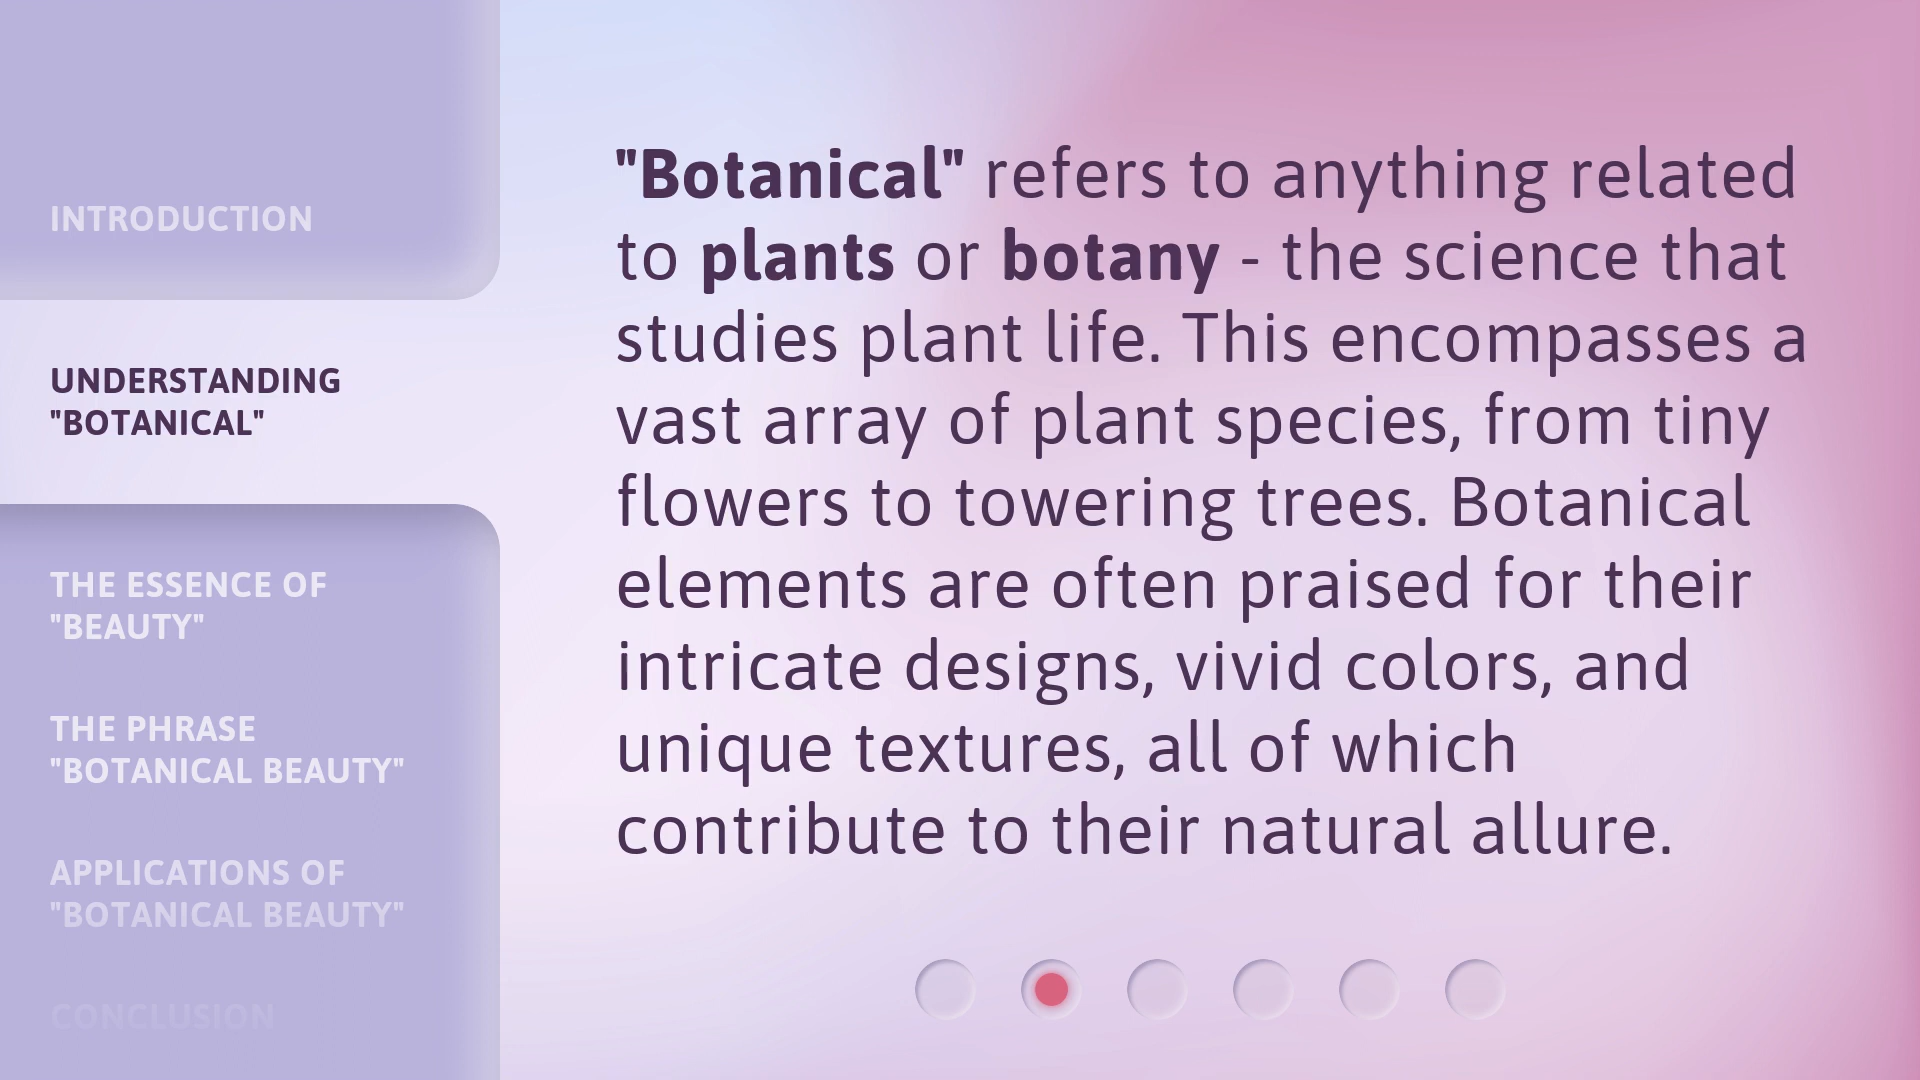 INTRODUCTION
UNDERSTANDING
"BOTANICAL"
THE ESSENCE OF
"BEAUTY"
THE PHRASE
"BOTANICAL BEAUTY"
APPLICATIONS OF
"BOTANICAL BEAUTY"
CONCLUSION
"Botanical" refers to anything related
to plants or botany - the science that
studies plant life. This encompasses a
vast array of plant species, from tiny
flowers to towering trees. Botanical
elements are often praised for their
intricate designs, vivid colors, and
unique textures, all of which
contribute to their natural allure.